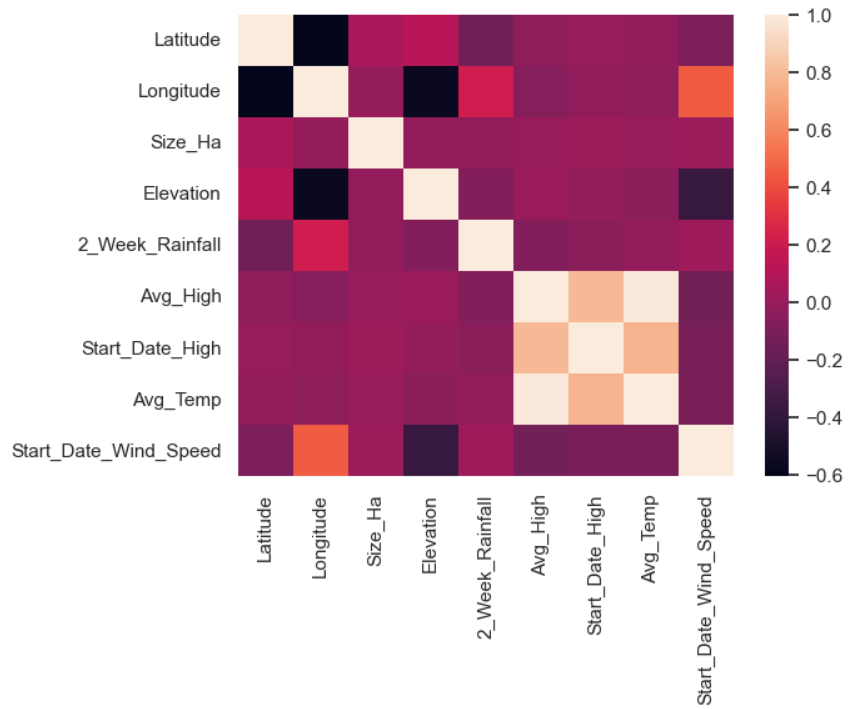 Latitude
Longitude
Size_Ha
Elevation
2_Week_Rainfall
Avg_High
Start_Date_High
Avg_Temp
Start_Date_Wind_Speed
Latitude
Longitude
Size_Ha
Elevation
2_Week_Rainfall
Avg_High
Start_Date_High
Avg_Temp
Start_Date_Wind_Speed
1.0
0.8
0.6
0.4
0.2
0.0
−0.2
−0.4
−0.6